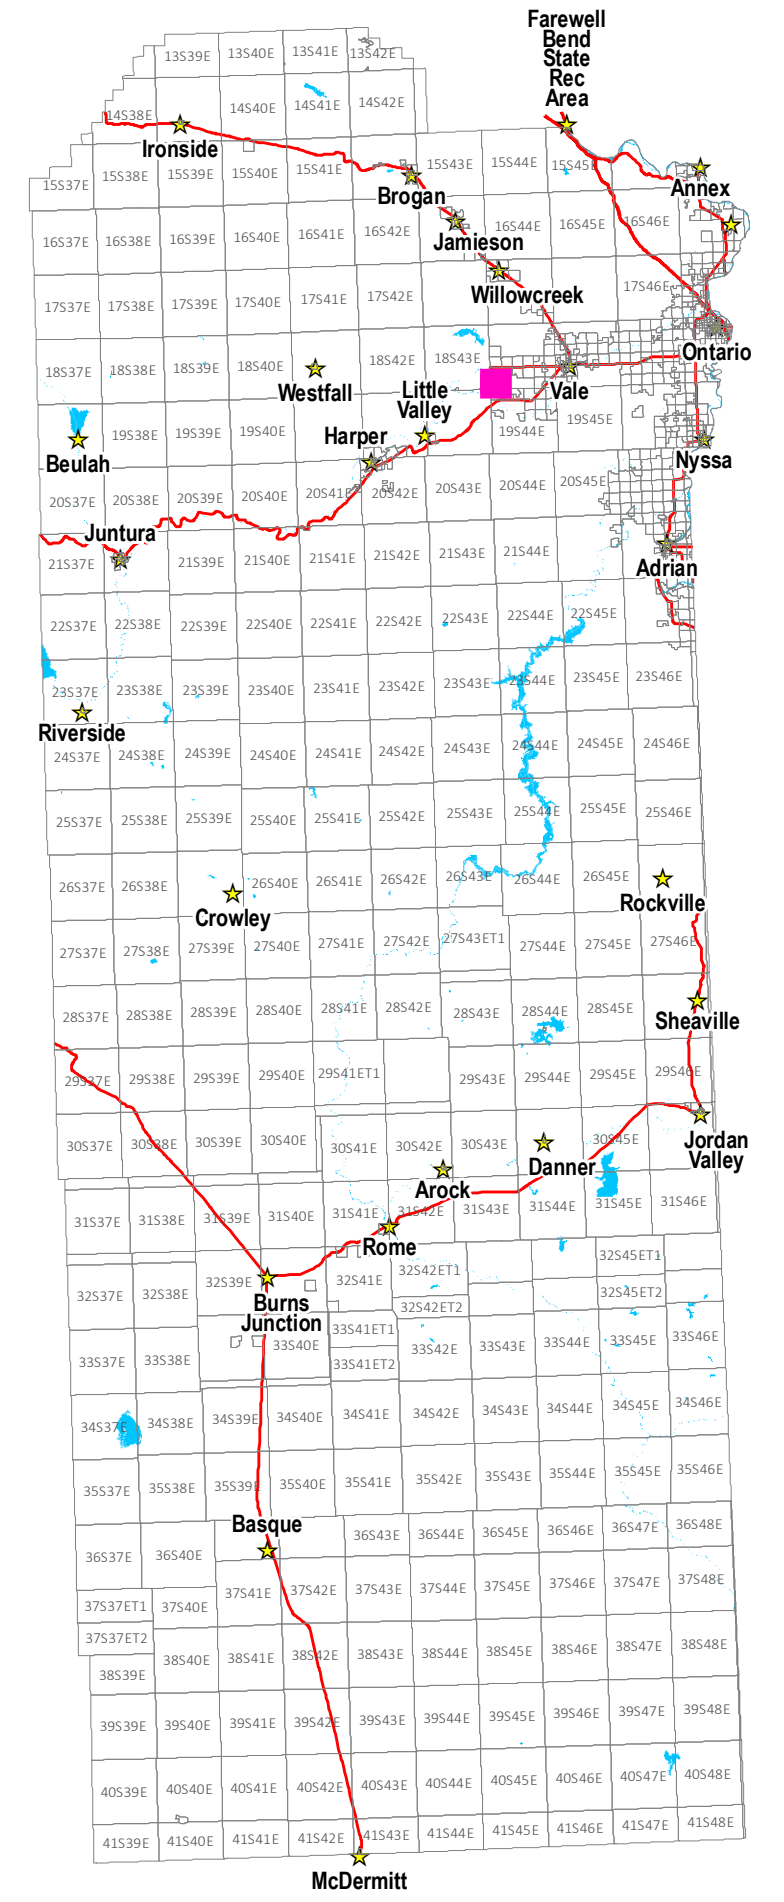 Farewell
Bend
State
Rec
Area
13S39E 13S40E 13S41E 13S42E
14S38E 14S40E 14S41E 14S42E
Ironside
15S37E 15S38E 15S39E 15S40E 15S41E 15S43E 15S44E 15S45E
Brogan
Annex
16S37E 16S38E 16S39E 16S40E 16S41E 16S42E 16S44E 16S45E 16S46E
Jamieson
17S37E 17S38E 17S39E 17S40E 17S41E 17S42E 17S46E
Willowcreek
Ontario
18S37E 18S38E 18S39E 18S40E 18S42E 18S43E
Westfall
Little
Valley
Vale
19S38E 19S39E 19S40E 19S44E 19S45E
Harper
Beulah
Nyssa
20S37E 20S38E 20S39E 20S40E 20S41E 20S42E 20S43E 20S44E 20S45E
Juntura
Adrian
21S37E 21S39E 21S40E 21S41E 21S42E 21S43E 21S44E
22S37E 22S38E 22S39E 22S40E 22S41E 22S42E 22S43E 22S44E 22S45E
23S37E 23S38E 23S39E 23S40E 23S41E 23S42E 23S43E 23S44E 23S45E 23S46E
Riverside
24S37E 24S38E 24S39E 24S40E 24S41E 24S42E 24S43E 24S44E 24S45E 24S46E
25S37E 25S38E 25S39E 25S40E 25S41E 25S42E 25S43E 25S44E 25S45E 25S46E
26S37E 26S38E 26S40E 26S41E 26S42E 26S43E 26S44E 26S45E
Crowley
Rockville
27S37E 27S38E 27S39E 27S40E 27S41E 27S42E 27S43ET1 27S44E 27S45E 27S46E
28S37E 28S38E 28S39E 28S40E 28S41E 28S42E 28S43E 28S44E 28S45E
Sheaville
29S37E 29S38E 29S39E 29S40E 29S41ET1 29S43E 29S44E 29S45E 29S46E
30S37E 30S38E 30S39E 30S40E 30S41E 30S42E 30S43E 30S45E
Jordan
Valley
Danner
Arock
31S37E 31S38E 31S39E 31S40E 31S41E 31S42E 31S43E 31S44E 31S45E 31S46E
Rome
32S37E 32S38E 32S39E 32S41E 32S42ET1 32S45ET1
32S42ET2 32S45ET2
Burns
Junction
33S37E 33S38E 33S40E 33S41ET1 33S42E 33S43E 33S44E 33S45E 33S46E
33S41ET2
34S37E 34S38E 34S39E 34S40E 34S41E 34S42E 34S43E 34S44E 34S45E 34S46E
35S37E 35S38E 35S39E 35S40E 35S41E 35S42E 35S43E 35S44E 35S45E 35S46E
Basque
36S37E 36S40E 36S43E 36S44E 36S45E 36S46E 36S47E 36S48E
37S37ET1 37S40E 37S41E 37S42E 37S43E 37S44E 37S45E 37S46E 37S47E 37S48E
37S37ET2
38S39E 38S40E 38S41E 38S42E 38S43E 38S44E 38S45E 38S46E 38S47E 38S48E
39S39E 39S40E 39S41E 39S42E 39S43E 39S44E 39S45E 39S46E 39S47E 39S48E
40S39E 40S40E 40S41E 40S42E 40S43E 40S44E 40S45E 40S46E 40S47E 40S48E
41S39E 41S40E 41S41E 41S42E 41S43E 41S44E 41S45E 41S46E 41S47E 41S48E
McDermitt